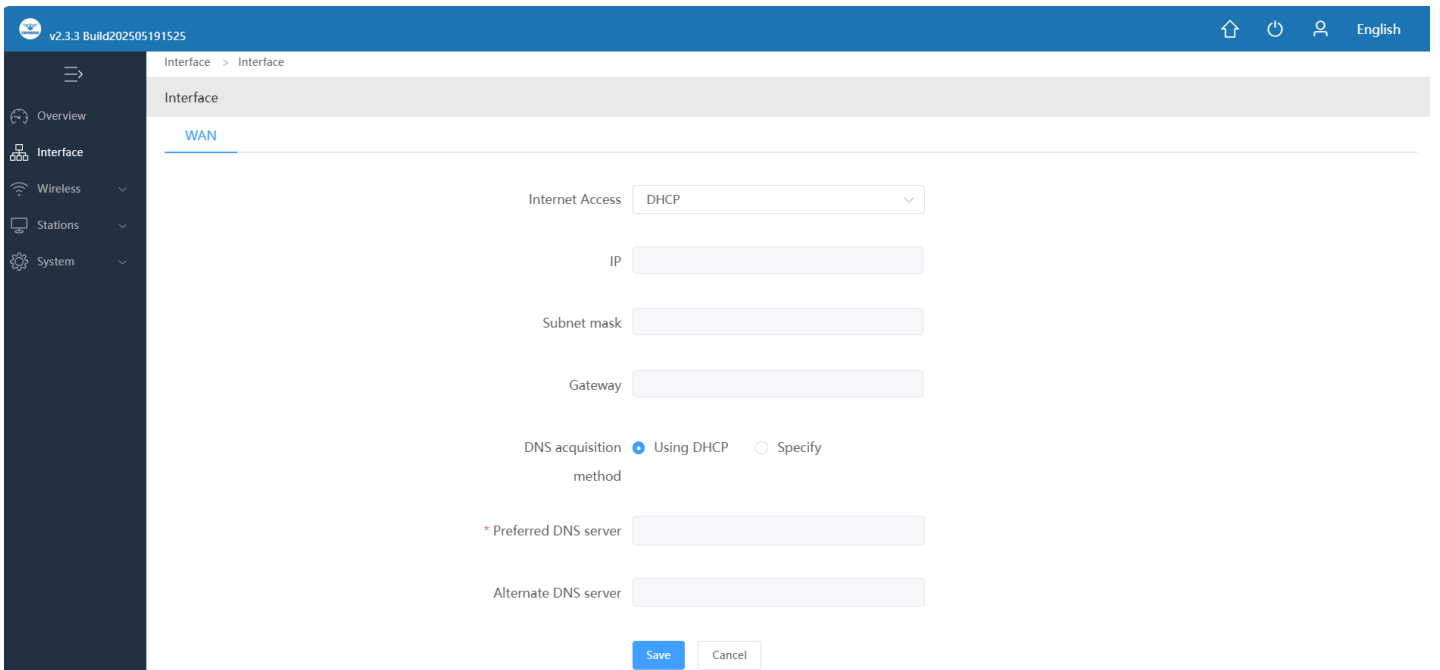 v2.3.3 Build202505191525
English
Interface > Interface
Interface
Overview
Interface
Wireless
Stations
System
WAN
Internet Access DHCP
IP
Subnet mask
Gateway
DNS acquisition method Using DHCP Specify
* Preferred DNS server
Alternate DNS server
Save Cancel